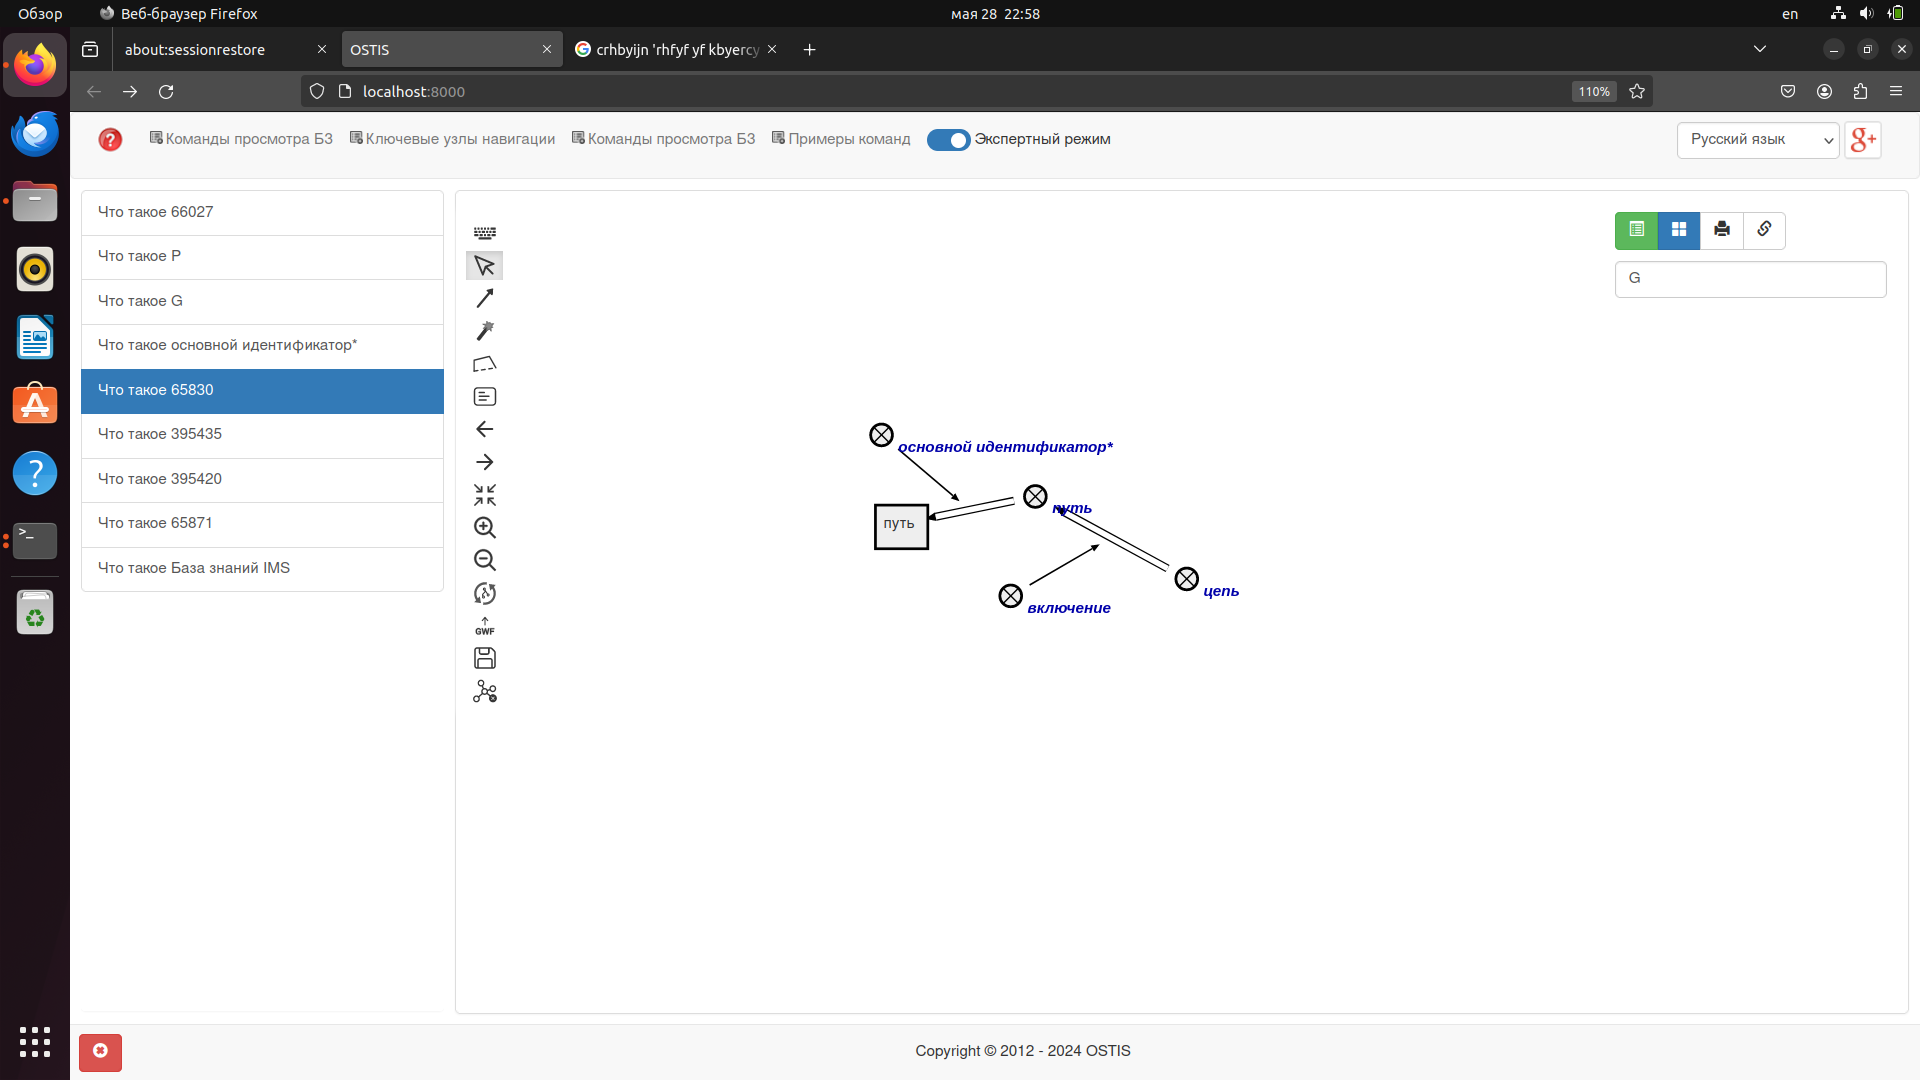 Обзор
Веб-браузер Firefox
мая 28 22:58
en
about:sessionrestore
OSTIS
crhbyijn 'rhfyf yf kbyercy
localhost:8000
110%
Команды просмотра БЗ
Ключевые узлы навигации
Команды просмотра БЗ
Примеры команд
Экспертный режим
Русский язык
g+
Что такое 66027
Что такое P
Что такое G
Что такое основной идентификатор*
Что такое 65830
Что такое 395435
Что такое 395420
Что такое 65871
Что такое База знаний IMS
GWF
G
основной идентификатор*
путь
путь
цепь
включение
Copyright © 2012 - 2024 OSTIS